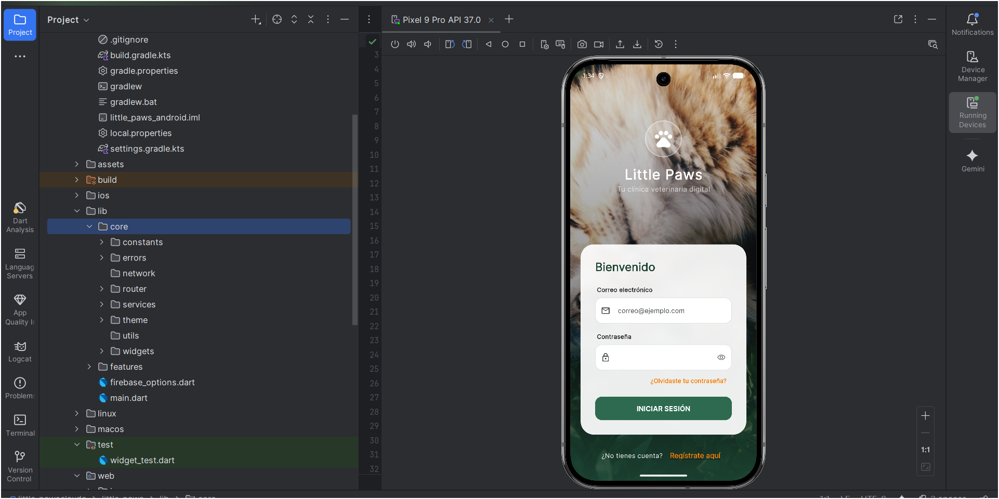 Project
Project
.gitignore
build.gradle.kts
gradle.properties
gradlew
gradlew.bat
little_paws_android.iml
local.properties
settings.gradle.kts
assets
build
ios
lib
core
constants
errors
network
router
services
theme
utils
widgets
features
firebase_options.dart
main.dart
linux
macos
test
widget_test.dart
web
Dart
Analysis
Languag
Servers
App
Quality I
Logcat
Problem
Terminal
Version
Control
3
4
5
6
7
8
9
10
11
12
13
14
15
16
17
18
19
20
21
22
23
24
25
26
27
28
29
30
31
32
Pixel 9 Pro API 37.0
1:34
Little Paws
Tu clínica veterinaria digital
Bienvenido
Correo electrónico
correo@ejemplo.com
Contraseña
¿Olvidaste tu contraseña?
INICIAR SESIÓN
¿No tienes cuenta? Regístrate aquí
1:1
Notifications
Device
Manager
Running
Devices
Gemini